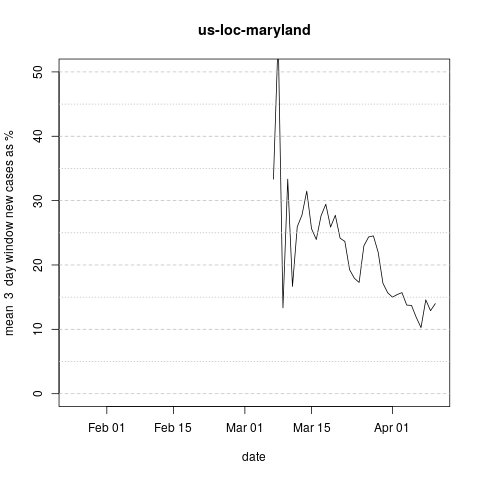 us-loc-maryland
mean 3 day window new cases as %
50
40
30
20
10
0
Feb 01
Feb 15
Mar 01
Mar 15
Apr 01
date